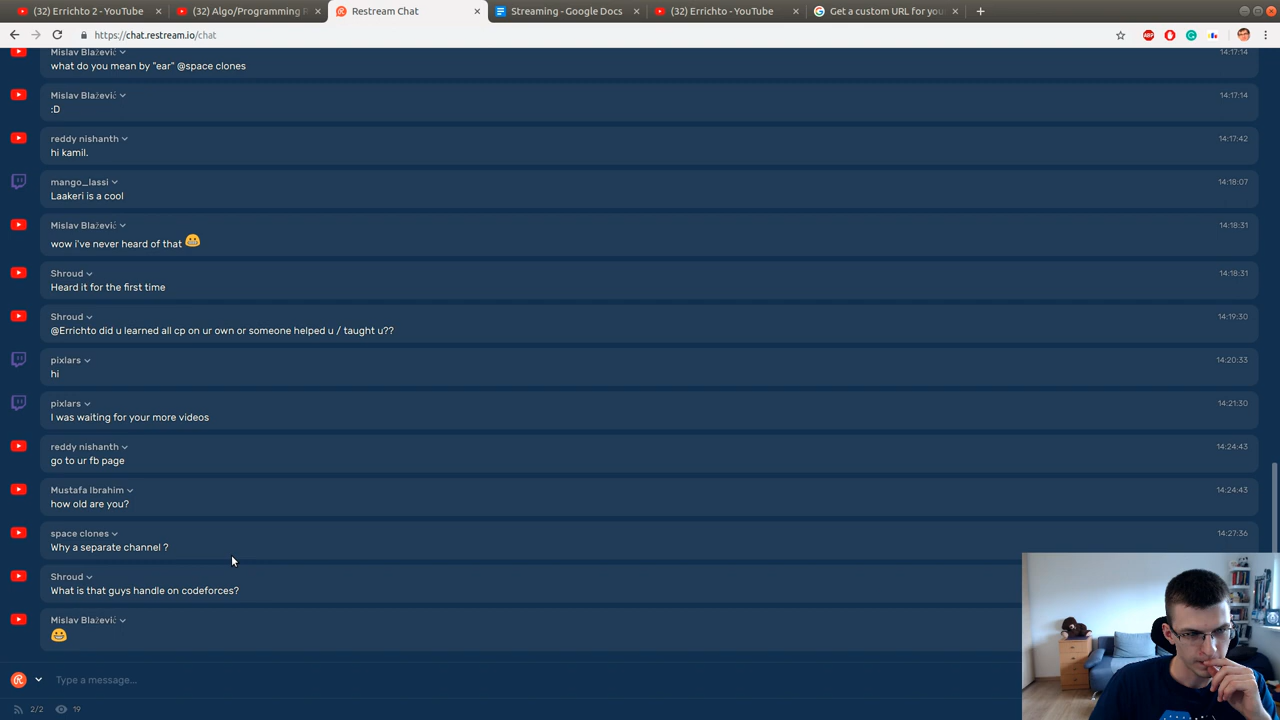 (32) Errichto 2 - YouTube
(32) Algo/Programming
Restream Chat
Streaming - Google Docs
(32) Errichto - YouTube
Get a custom URL for you
https://chat.restream.io/chat
Mislav Blažević
14:17:14
what do you mean by "ear" @space clones
Mislav Blažević
14:17:14
:D
reddy nishanth
14:17:42
hi kamil.
mango_lassi
14:18:07
Laakeri is a cool
Mislav Blažević
14:18:31
wow i've never heard of that
Shroud
14:18:31
Heard it for the first time
Shroud
14:19:30
@Errichto did u learned all cp on ur own or someone helped u / taught u??
pixlars
14:20:33
hi
pixlars
14:21:30
I was waiting for your more videos
reddy nishanth
14:24:43
go to ur fb page
Mustafa Ibrahim
14:24:43
how old are you?
space clones
14:27:36
Why a separate channel ?
Shroud
What is that guys handle on codeforces?
Mislav Blažević
Type a message...
2/2
19